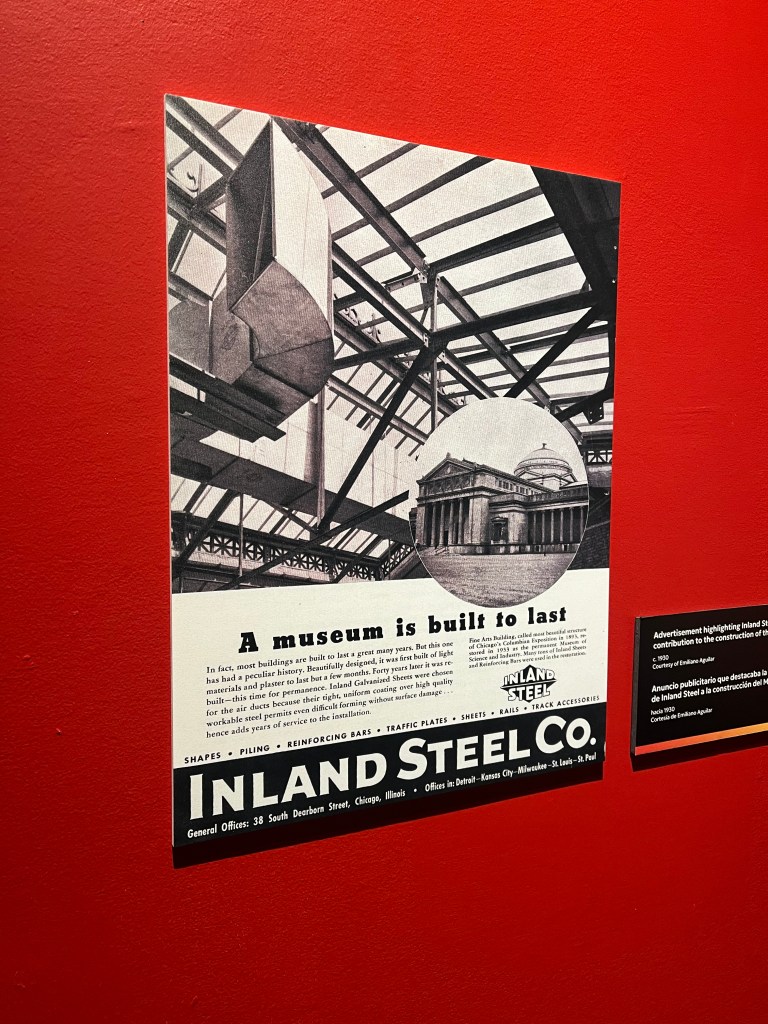 A museum is built to last
In fact, most buildings are built to last a great many years. But this one
has had a peculiar history. Beautifully designed, it was first built of light
materials and plaster to last but a few months. Forty years later it was re-
built—this time for permanence. Inland Galvanized Sheets were chosen
for the air ducts because their tight, uniform coating over high quality
workable steel permits even difficult forming without surface damage . . .
hence adds years of service to the installation.
Fine Arts Building, called most beautiful structure
of Chicago's Columbian Exposition in 1893, re-
stored in 1933 as the permanent Museum of
Science and Industry. Many tons of Inland Sheets
and Reinforcing Bars were used in the restoration.
INLAND
STEEL
SHAPES • PILING • REINFORCING BARS • TRAFFIC PLATES • SHEETS • RAILS • TRACK ACCESSORIES
INLAND STEEL CO.
General Offices: 38 South Dearborn Street, Chicago, Illinois • Offices in: Detroit—Kansas City—Milwaukee—St. Louis—St. Paul
Advertisement highlighting Inland St
contribution to the construction of th
c. 1930
Courtesy of Emiliano Aguilar
Anuncio publicitario que destacaba la
de Inland Steel a la construcción del M
hacia 1930
Cortesía de Emiliano Aguilar